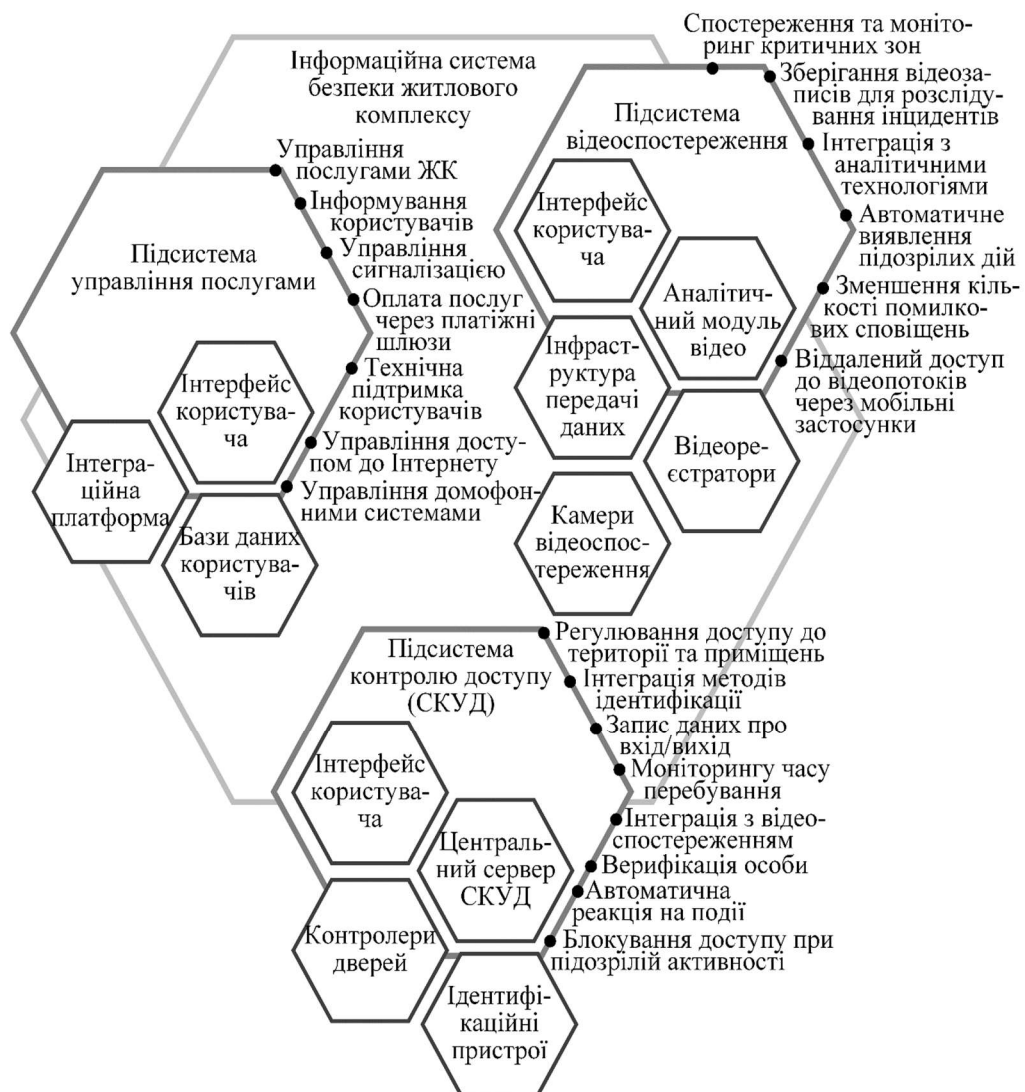 Інформаційна система
безпеки житлового
комплексу
Підсистема
управління послугами
Управління
послугами ЖК
Інформування
користувачів
Управління
сигналізацією
Оплата послуг
через платіжні
шлюзи
Технічна
підтримка
користувачів
Управління досту-
пом до Інтернету
Управління домофон-
ними системами
Інтерфейс
користува-
ча
Інтегра-
ційна
платформа
Бази даних
користува-
чів
Підсистема
відеоспостереження
Спостереження та моніто-
ринг критичних зон
Зберігання відеоза-
писів для розсліду-
вання інцидентів
Інтеграція з
аналітичними
технологіями
Автоматичне
виявлення
підозрілих дій
Зменшення кіль-
кості помилко-
вих сповіщень
Віддалений доступ
до відеопотоків
через мобільні
застосунки
Інтерфейс
користува-
ча
Аналітич-
ний модуль
відео
Інфраст-
руктура
передачі
даних
Відеоре-
єстратори
Камери
відеоспос-
тереження
Підсистема
контролю доступу
(СКУД)
Регулювання доступу до
території та приміщень
Інтеграція методів
ідентифікації
Запис даних про
вхід/вихід
Моніторингу часу
перебування
Інтеграція з відео-
спостереженням
Верифікація особи
Автоматична
реакція на події
Блокування доступу при
підозрілій активності
Інтерфейс
користува-
ча
Централь-
ний сервер
СКУД
Контролери
дверей
Ідентифі-
каційні
пристрої